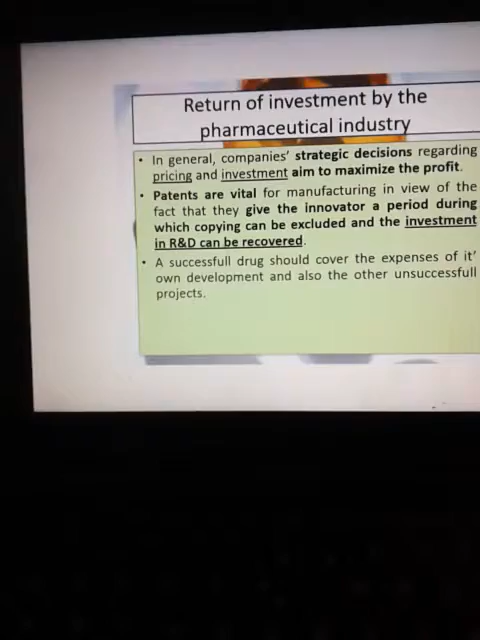 Return of investment by the
pharmaceutical industry
• In general, companies' strategic decisions regarding
pricing and investment aim to maximize the profit.
• Patents are vital for manufacturing in view of the
fact that they give the innovator a period during
which copying can be excluded and the investment
in R&D can be recovered.
• A successfull drug should cover the expenses of it'
own development and also the other unsuccessfull
projects.